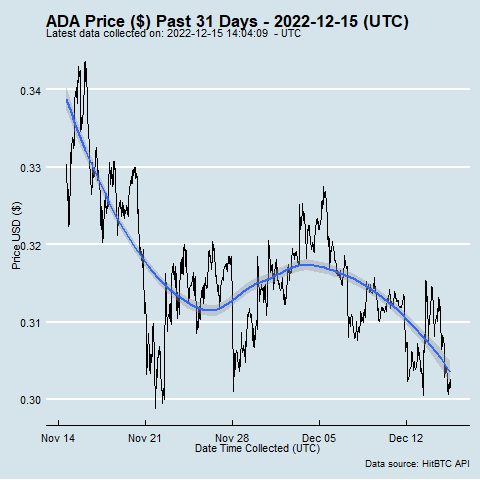 ADA Price ($) Past 31 Days - 2022-12-15 (UTC)
Latest data collected on: 2022-12-15 14:04:09 - UTC
0.34
0.33
0.32
0.31
0.30
Price USD ($)
Nov 14
Nov 21
Nov 28
Dec 05
Dec 12
Date Time Collected (UTC)
Data source: HitBTC API